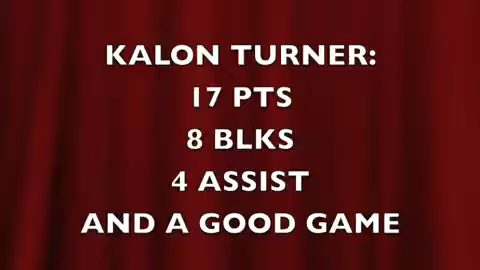 KALON TURNER:
17 PTS
8 BLKS
4 ASSIST
AND A GOOD GAME